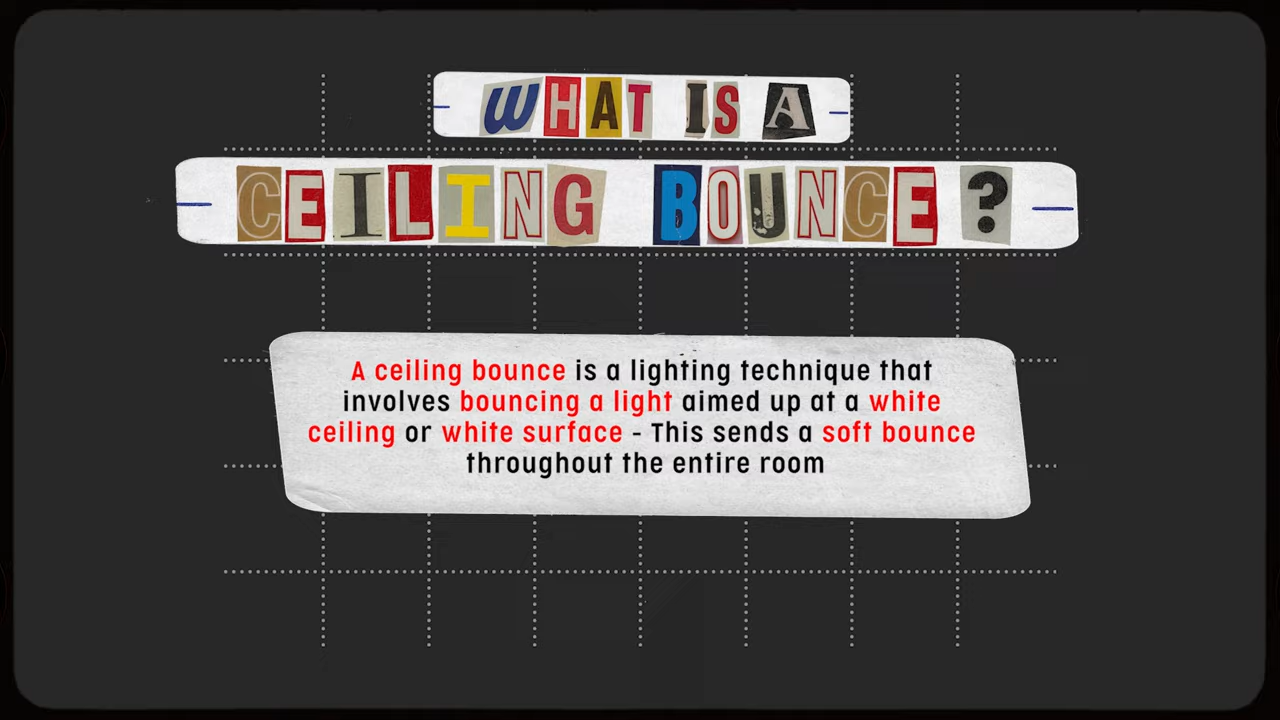 WHAT IS A
CEILING BOUNCE?
A ceiling bounce is a lighting technique that
involves bouncing a light aimed up at a white
ceiling or white surface - This sends a soft bounce
throughout the entire room